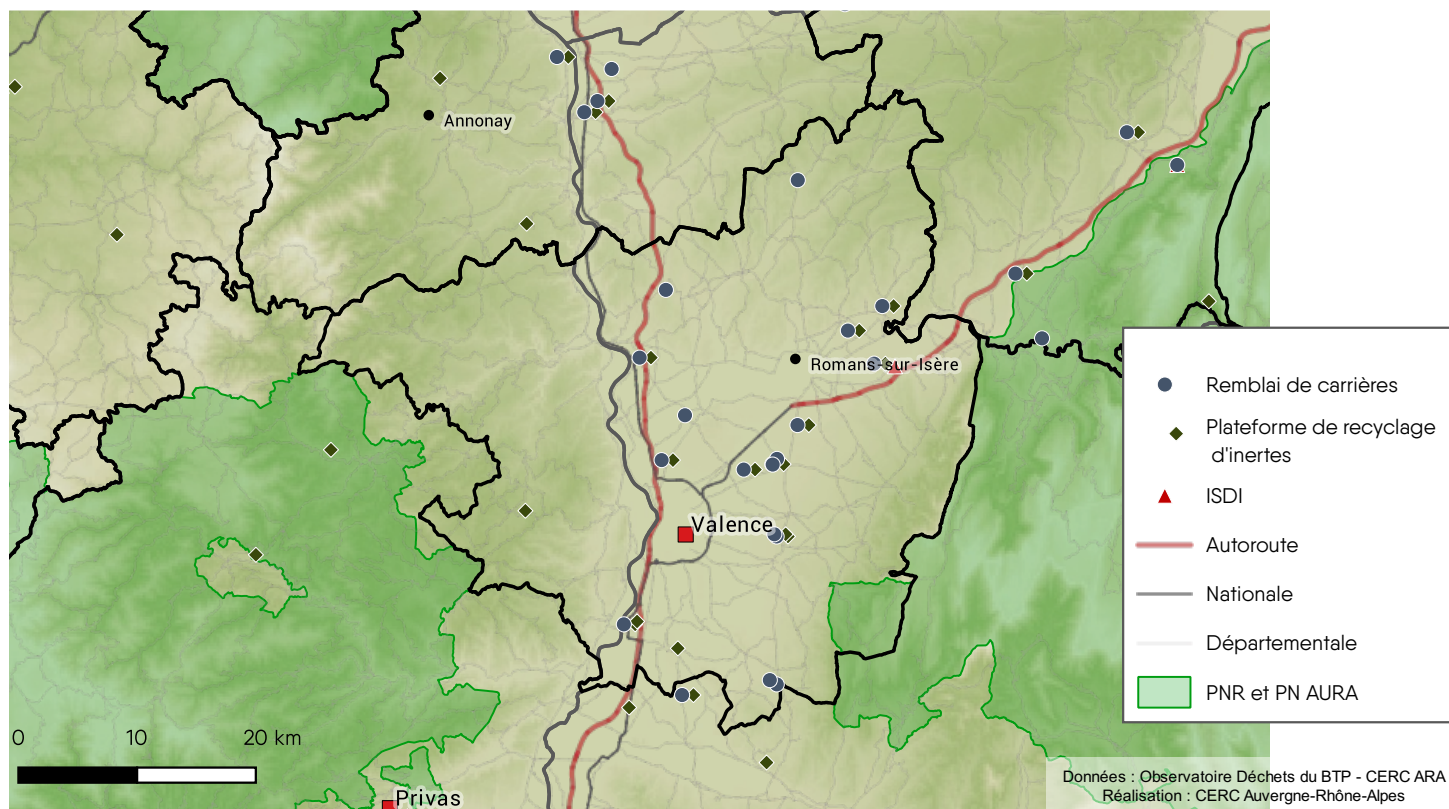 Annonay
Romans-sur-Isère
Valence
Privas
0 10 20 km
Remblai de carrières
Plateforme de recyclage
d'inertes
ISDI
Autoroute
Nationale
Départementale
PNR et PN AURA
Données : Observatoire Déchets du BTP - CERC ARA
Réalisation : CERC Auvergne-Rhône-Alpes